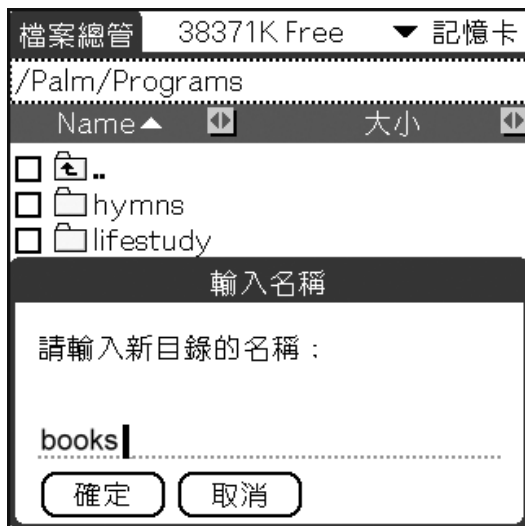 檔案總管 38371K Free 記憶卡
/Palm/Programs
Name 大小
..
hymns
lifestudy
輸入名稱
請輸入新目錄的名稱：
books
確定 取消